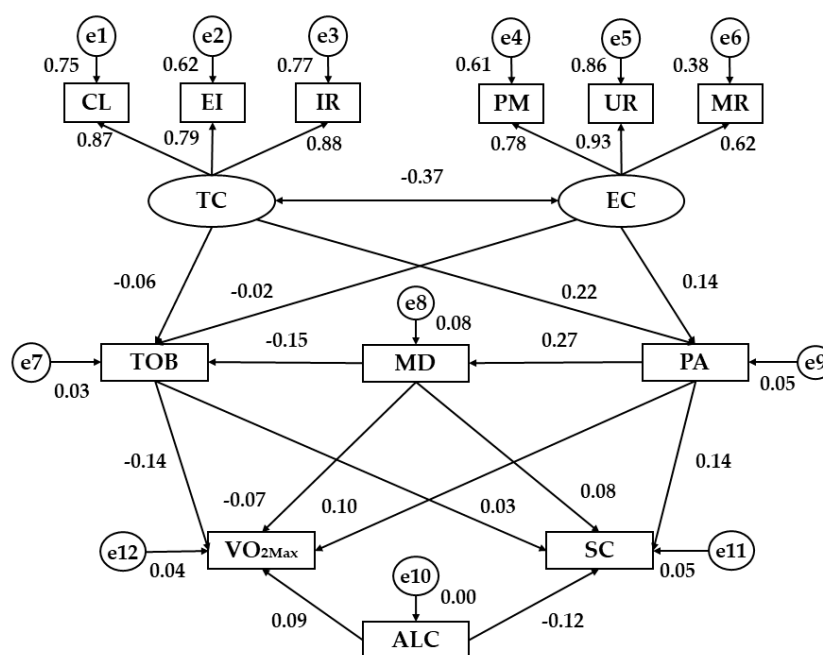 e1 e2 e3 e4 e5 e6
0.75 0.62 0.77 0.61 0.86 0.38
CL EI IR PM UR MR
0.87 0.79 0.88 0.78 0.93 0.62
TC -0.37 EC
-0.06 -0.02 0.22 0.14
e8
0.08
e7 TOB -0.15 MD 0.27 PA e9
0.03 0.05
-0.14 0.14
-0.07 0.10 0.03 0.08
e12 VO2Max SC e11
0.04 0.05
e10
0.00
0.09 -0.12
ALC